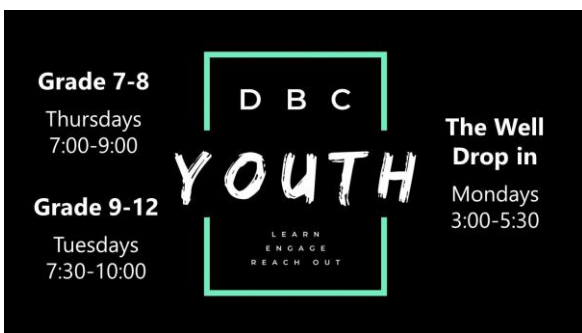 Grade 7-8
Thursdays
7:00-9:00
Grade 9-12
Tuesdays
7:30-10:00
D B C
YOUTH
LEARN
ENGAGE
REACH OUT
The Well
Drop in
Mondays
3:00-5:30